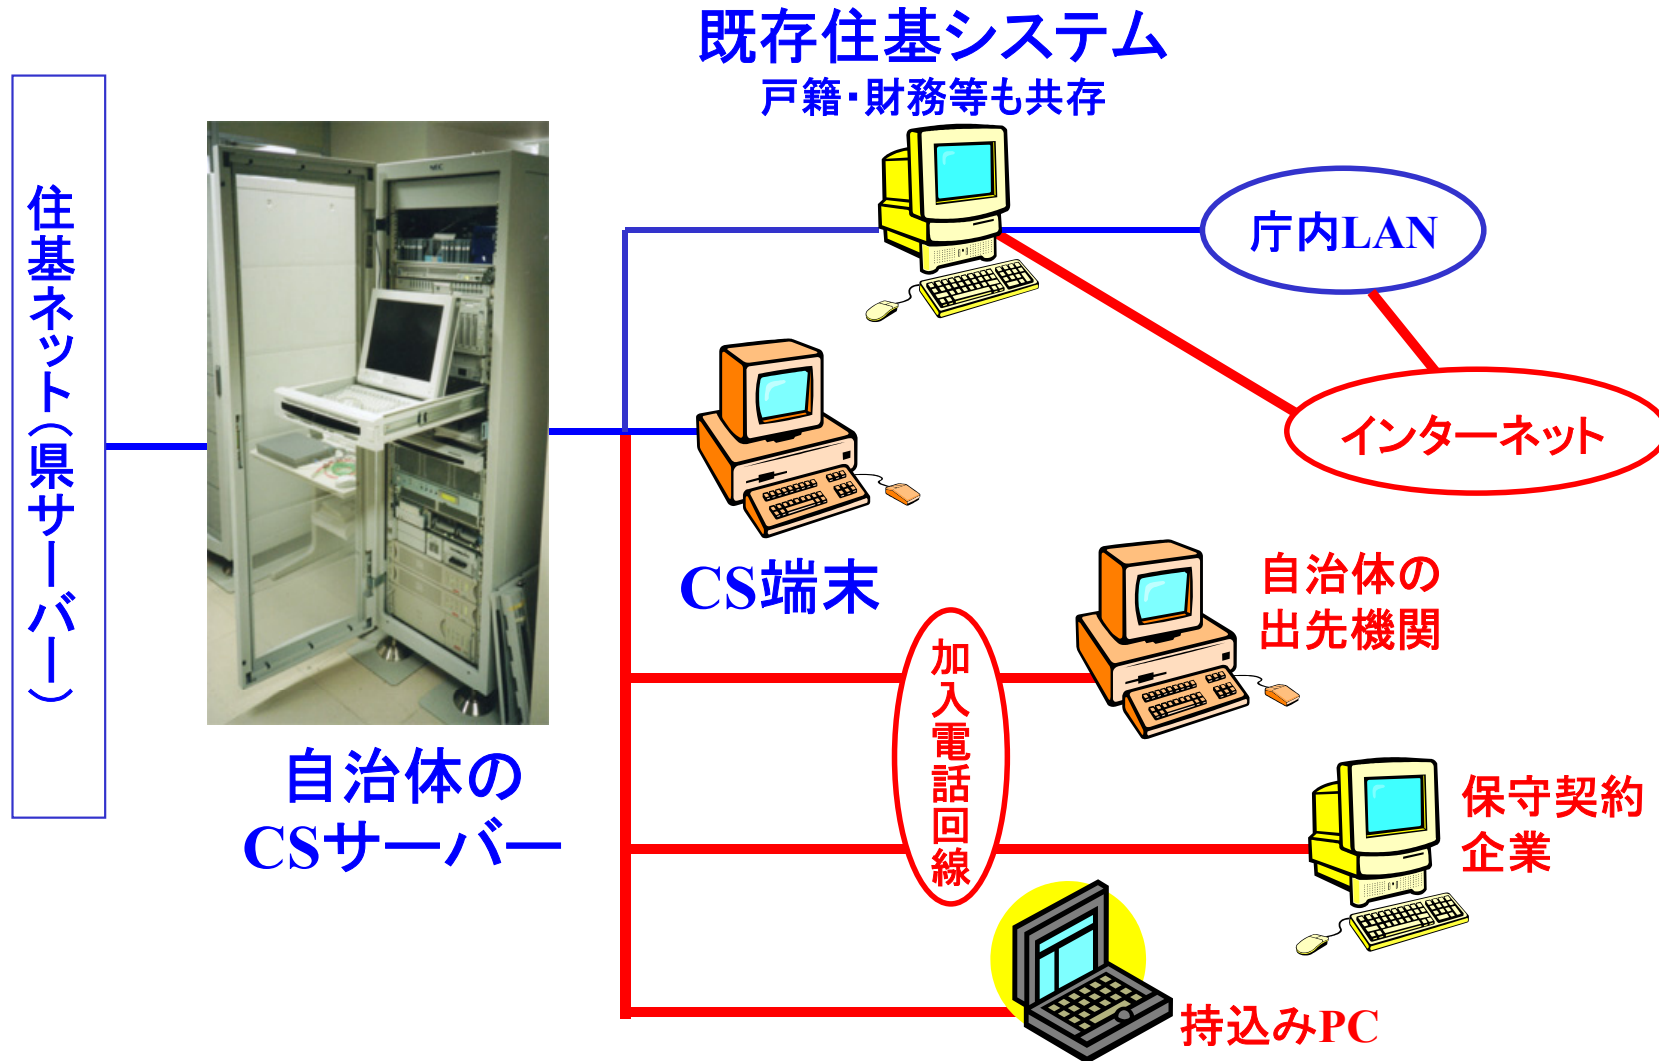 既存住基システム
戸籍・財務等も共存
住基ネット（県サーバー）
NEC
庁内LAN
インターネット
CS端末
自治体の
出先機関
加入電話回線
自治体の
CSサーバー
保守契約
企業
持込みPC